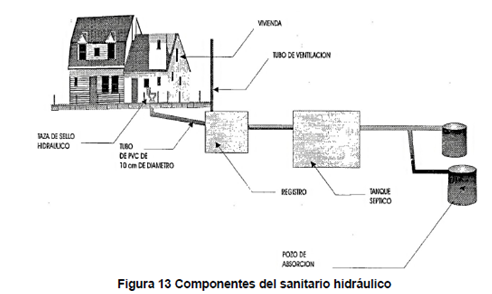 VIVIENDA
TUBO DE VENTILACION
TAZA DE SELLO
HIDRAULICO
TUBO
DE PVC DE
10 cm DE DIAMETRO
REGISTRO
TANQUE
SEPTICO
POZO DE
ABSORCION
Figura 13 Componentes del sanitario hidráulico